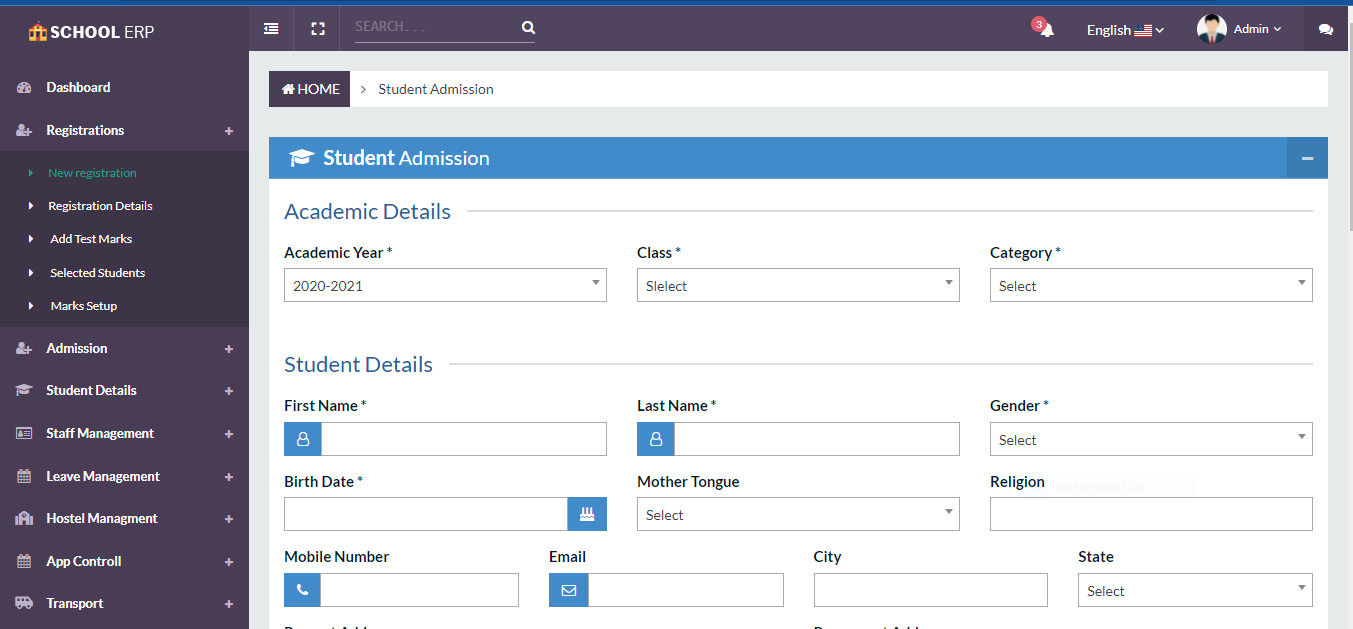 SCHOOL ERP
SEARCH . . .
3
English
Admin
Dashboard
Registrations +
New registration
Registration Details
Add Test Marks
Selected Students
Marks Setup
Admission +
Student Details +
Staff Management +
Leave Management +
Hostel Managment +
App Controll +
Transport +
HOME > Student Admission
Student Admission
Academic Details
Academic Year * Class * Category *
2020-2021 Slelect Select
Student Details
First Name * Last Name * Gender *
Select
Birth Date * Mother Tongue Religion
Select
Mobile Number Email City State
Select